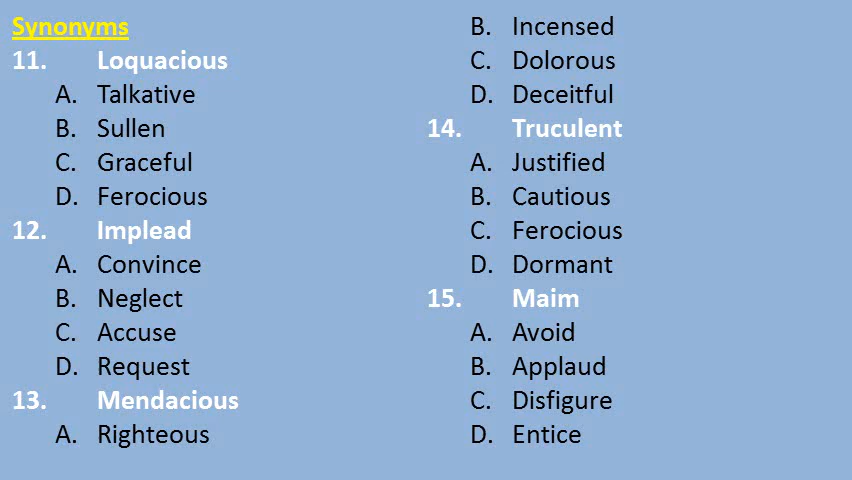 Synonyms
11. Loquacious
A. Talkative
B. Sullen
C. Graceful
D. Ferocious
12. Implead
A. Convince
B. Neglect
C. Accuse
D. Request
13. Mendacious
A. Righteous
B. Incensed
C. Dolorous
D. Deceitful
14. Truculent
A. Justified
B. Cautious
C. Ferocious
D. Dormant
15. Maim
A. Avoid
B. Applaud
C. Disfigure
D. Entice